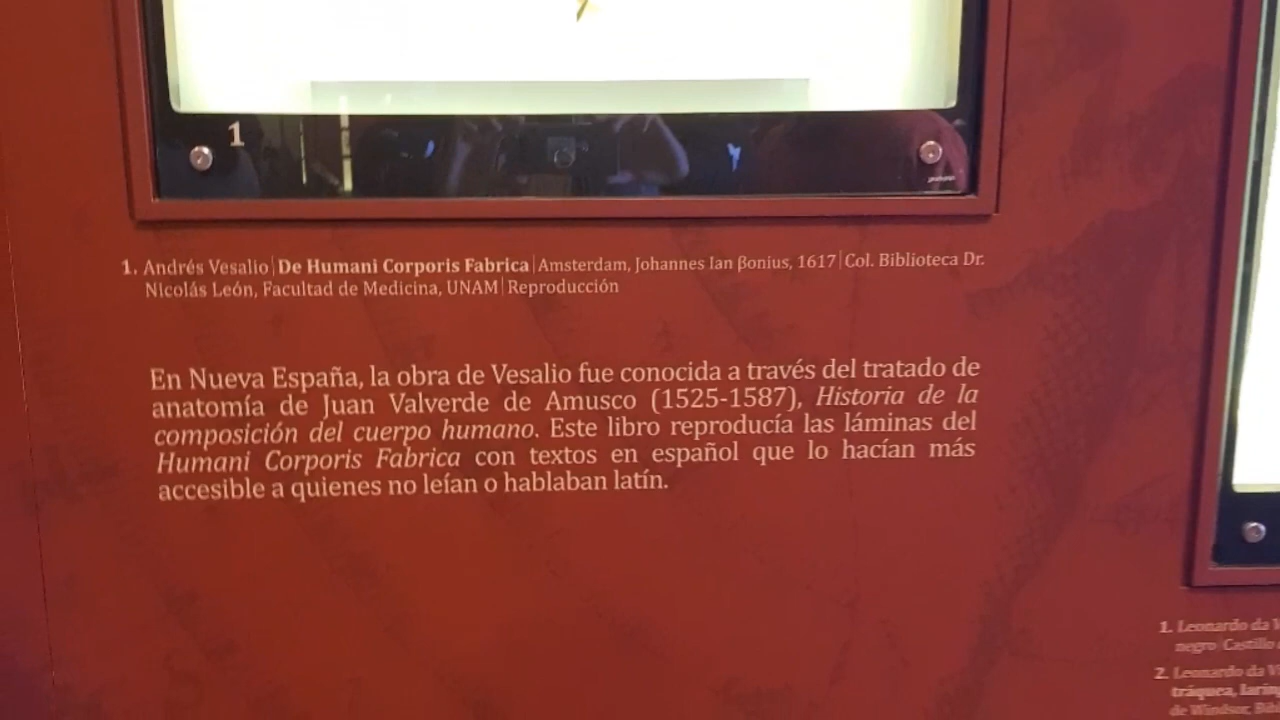 1
1. Andrés Vesalio | De Humani Corporis Fabrica | Amsterdam, Johannes Ian βonius, 1617 | Col. Biblioteca Dr.
Nicolás León, Facultad de Medicina, UNAM | Reproducción
En Nueva España, la obra de Vesalio fue conocida a través del tratado de
anatomía de Juan Valverde de Amusco (1525-1587), Historia de la
composición del cuerpo humano. Este libro reproducía las láminas del
Humani Corporis Fabrica con textos en español que lo hacían más
accesible a quienes no leían o hablaban latín.
1. Leonardo da
negro | Castillo
2. Leonardo da
tráquea,
de Windsor,